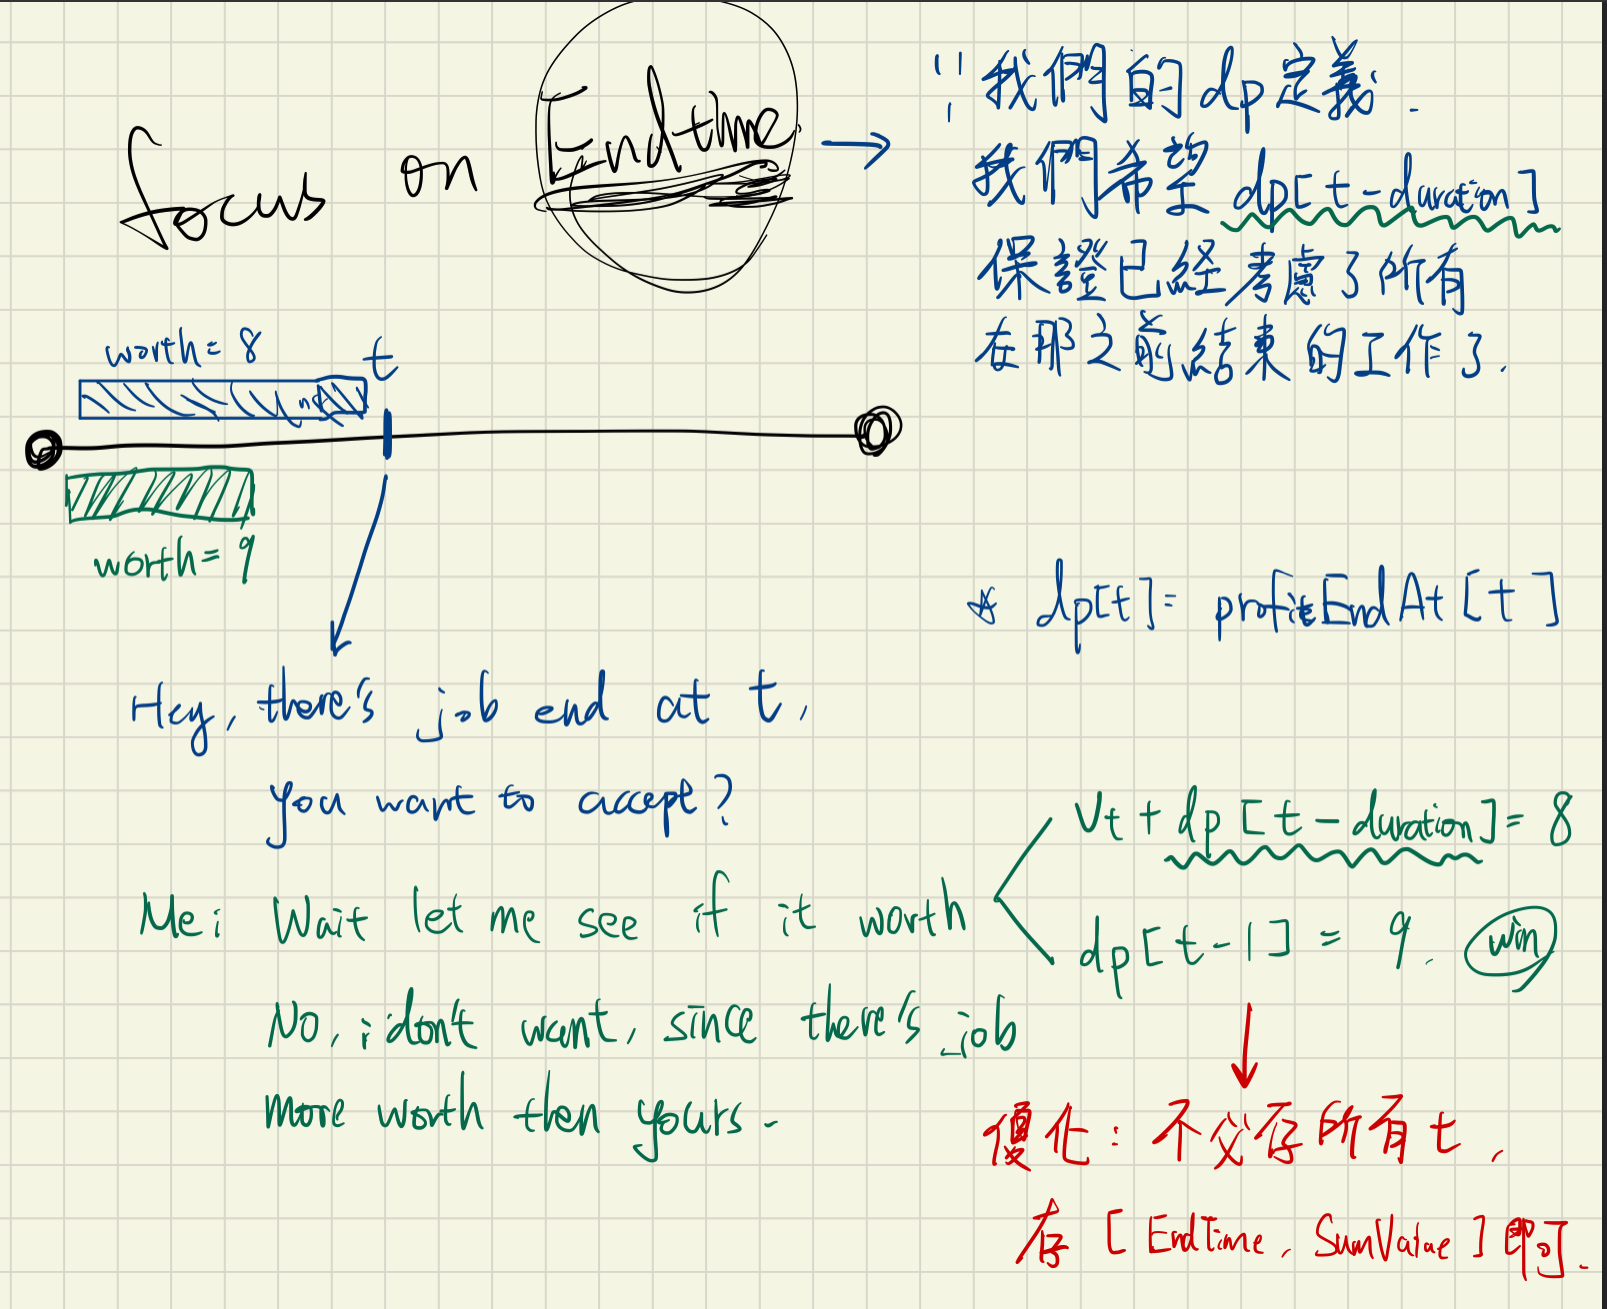 focus on Endtime →
∵ 我們的 dp 定義.
我們希望 dp[t-duration]
保證已経考慮了所有
在那之前結束的工作了.
worth = 8
t
worth = 9
☆ dp[t] = profitEndAt[t]
Hey, there's job end at t,
you want to accept?
Me: Wait let me see if it worth
Vt + dp[t-duration] = 8
dp[t-1] = 9. win
No, i don't want, since there's job
more worth then yours.
優化: 不必存所有 t,
存 [EndTime, SumValue] 即可.